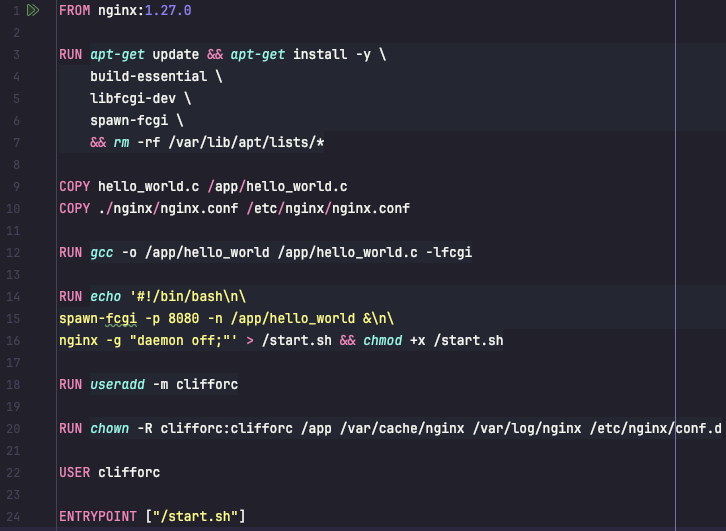 1 FROM nginx:1.27.0
2
3 RUN apt-get update && apt-get install -y \
4     build-essential \
5     libfcgi-dev \
6     spawn-fcgi \
7     && rm -rf /var/lib/apt/lists/*
8
9 COPY hello_world.c /app/hello_world.c
10 COPY ./nginx/nginx.conf /etc/nginx/nginx.conf
11
12 RUN gcc -o /app/hello_world /app/hello_world.c -lfcgi
13
14 RUN echo '#!/bin/bash\n\
15 spawn-fcgi -p 8080 -n /app/hello_world &\n\
16 nginx -g "daemon off;"' > /start.sh && chmod +x /start.sh
17
18 RUN useradd -m clifforc
19
20 RUN chown -R clifforc:clifforc /app /var/cache/nginx /var/log/nginx /etc/nginx/conf.d
21
22 USER clifforc
23
24 ENTRYPOINT ["/start.sh"]